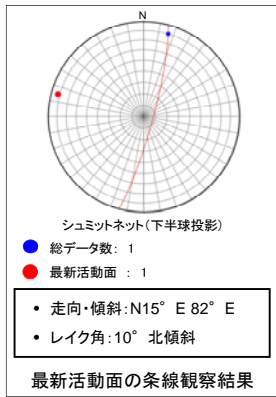 N
シュミットネット(下半球投影)
総データ数: 1
最新活動面 : 1
• 走向・傾斜:N15° E 82° E
• レイク角:10° 北傾斜
最新活動面の条線観察結果